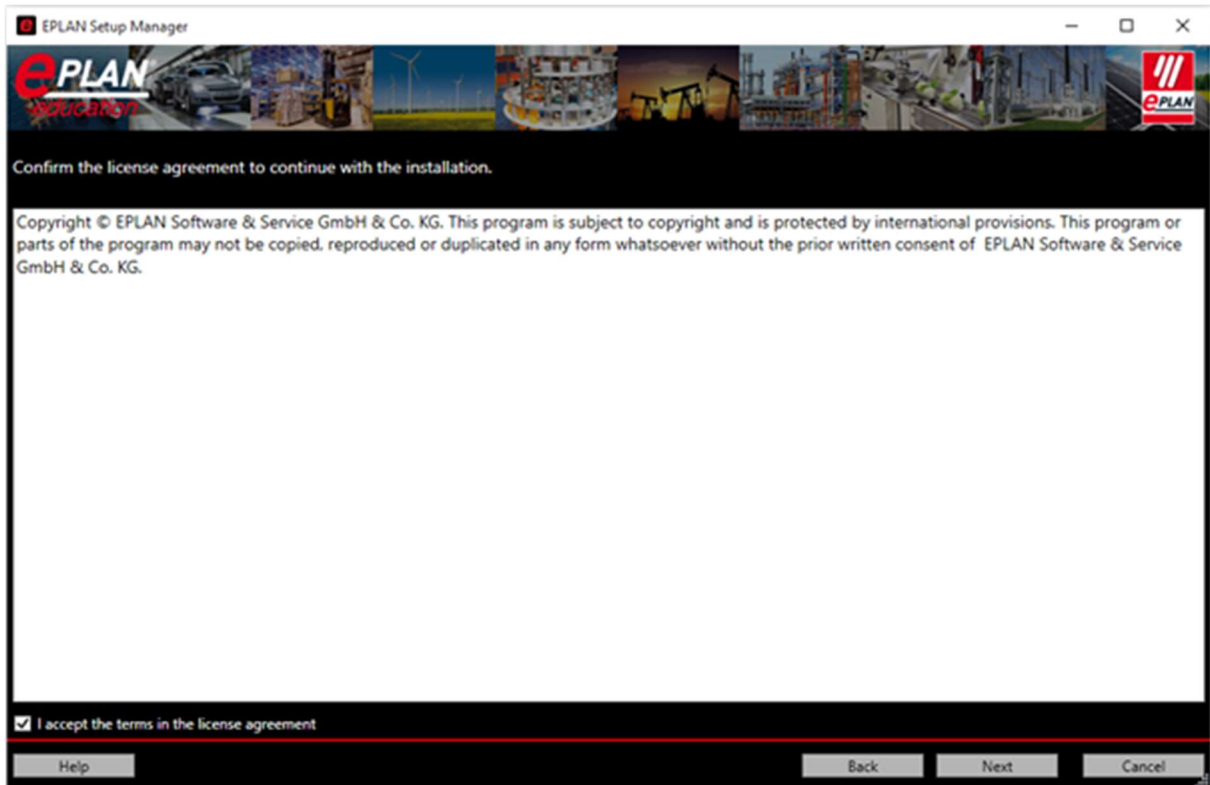 EPLAN Setup Manager
ePLAN
education
ePLAN
Confirm the license agreement to continue with the installation.
Copyright © EPLAN Software & Service GmbH & Co. KG. This program is subject to copyright and is protected by international provisions. This program or
parts of the program may not be copied, reproduced or duplicated in any form whatsoever without the prior written consent of  EPLAN Software & Service
GmbH & Co. KG.
I accept the terms in the license agreement
Help
Back
Next
Cancel